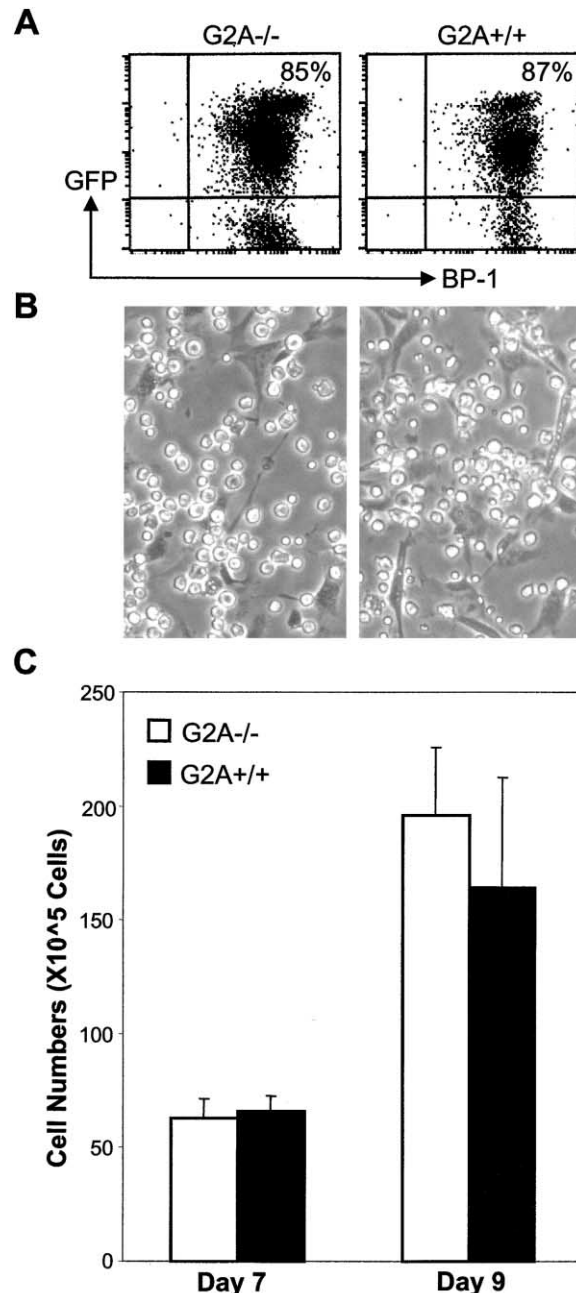 A
G2A-/-
G2A+/+
85%
87%
GFP
BP-1
B
C
250
200
150
100
50
0
Cell Numbers (X10^5 Cells)
G2A-/-
G2A+/+
Day 7
Day 9